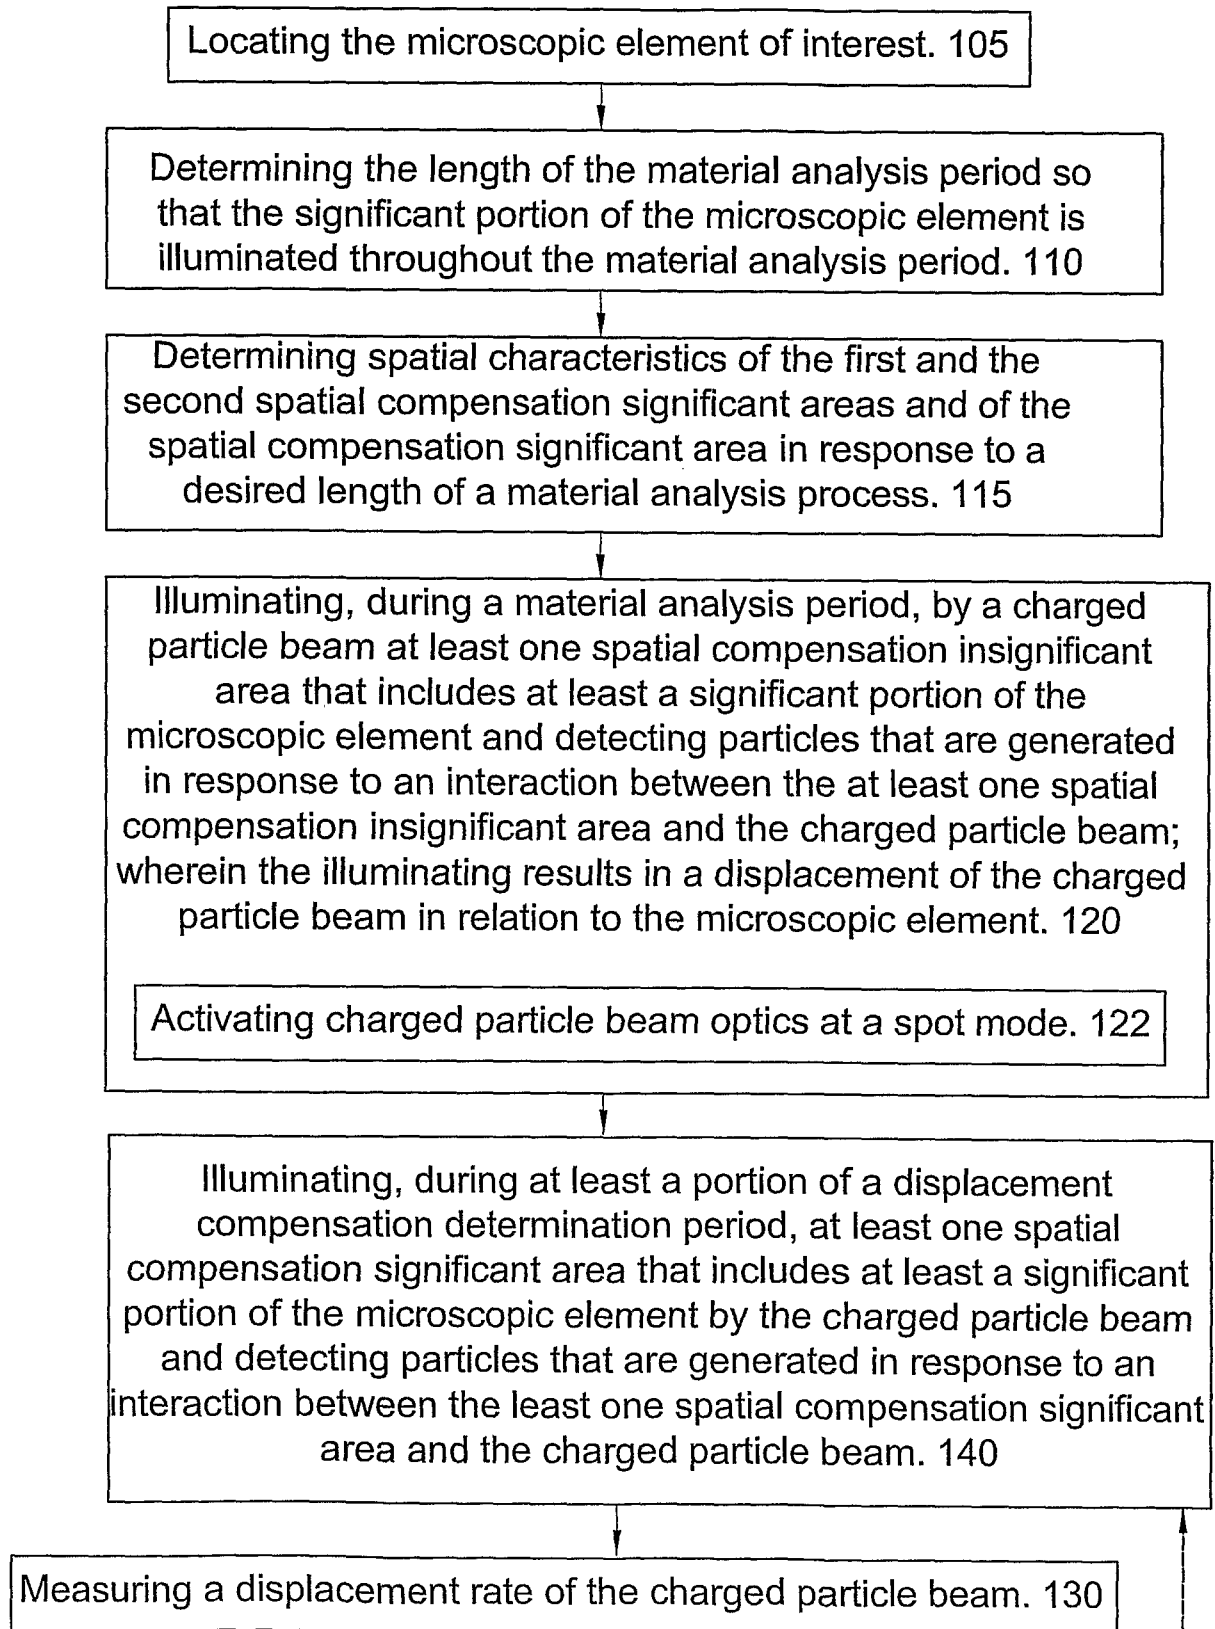 Locating the microscopic element of interest. 105
Determining the length of the material analysis period so
that the significant portion of the microscopic element is
illuminated throughout the material analysis period. 110
Determining spatial characteristics of the first and the
second spatial compensation significant areas and of the
spatial compensation significant area in response to a
desired length of a material analysis process. 115
Illuminating, during a material analysis period, by a charged
particle beam at least one spatial compensation insignificant
area that includes at least a significant portion of the
microscopic element and detecting particles that are generated
in response to an interaction between the at least one spatial
compensation insignificant area and the charged particle beam;
wherein the illuminating results in a displacement of the charged
particle beam in relation to the microscopic element. 120
Activating charged particle beam optics at a spot mode. 122
Illuminating, during at least a portion of a displacement
compensation determination period, at least one spatial
compensation significant area that includes at least a significant
portion of the microscopic element by the charged particle beam
and detecting particles that are generated in response to an
interaction between the least one spatial compensation significant
area and the charged particle beam. 140
Measuring a displacement rate of the charged particle beam. 130